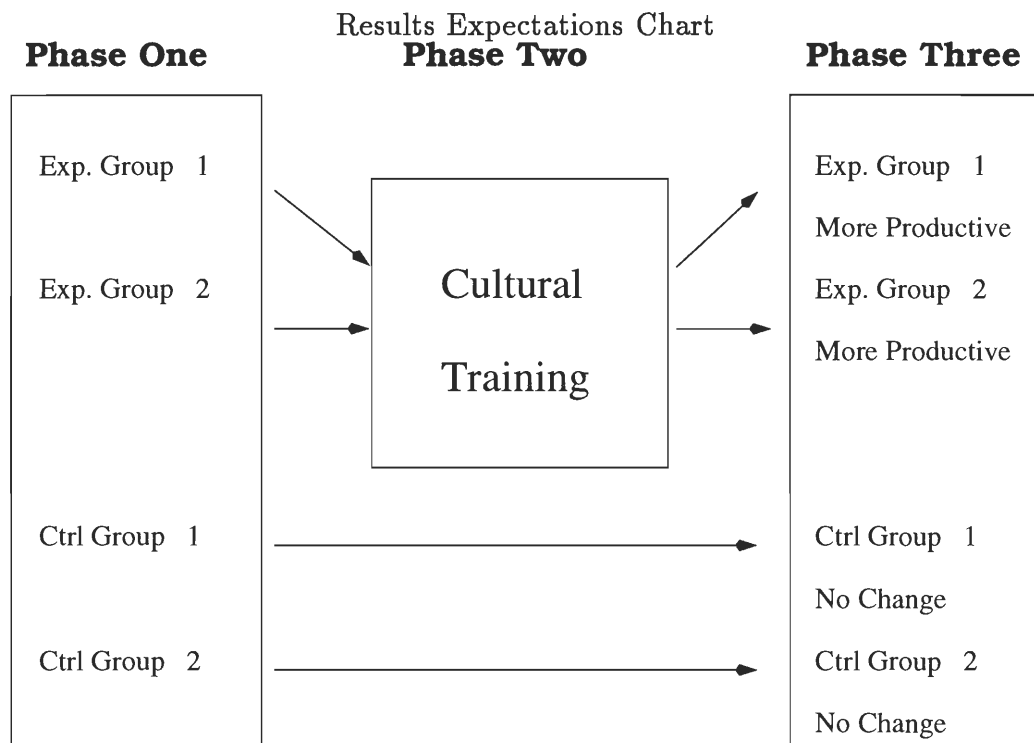 Results Expectations Chart
Phase One
Phase Two
Phase Three
Exp. Group 1
Exp. Group 2
Ctrl Group 1
Ctrl Group 2
Cultural
Training
Exp. Group 1
More Productive
Exp. Group 2
More Productive
Ctrl Group 1
No Change
Ctrl Group 2
No Change